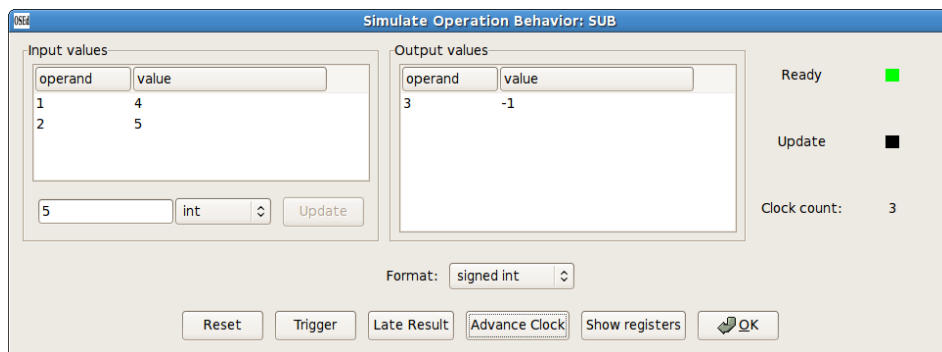 OSEd
Simulate Operation Behavior: SUB
Input values
operand value
1 4
2 5
5 int Update
Output values
operand value
3 -1
Ready
Update
Clock count: 3
Format: signed int
Reset Trigger Late Result Advance Clock Show registers OK